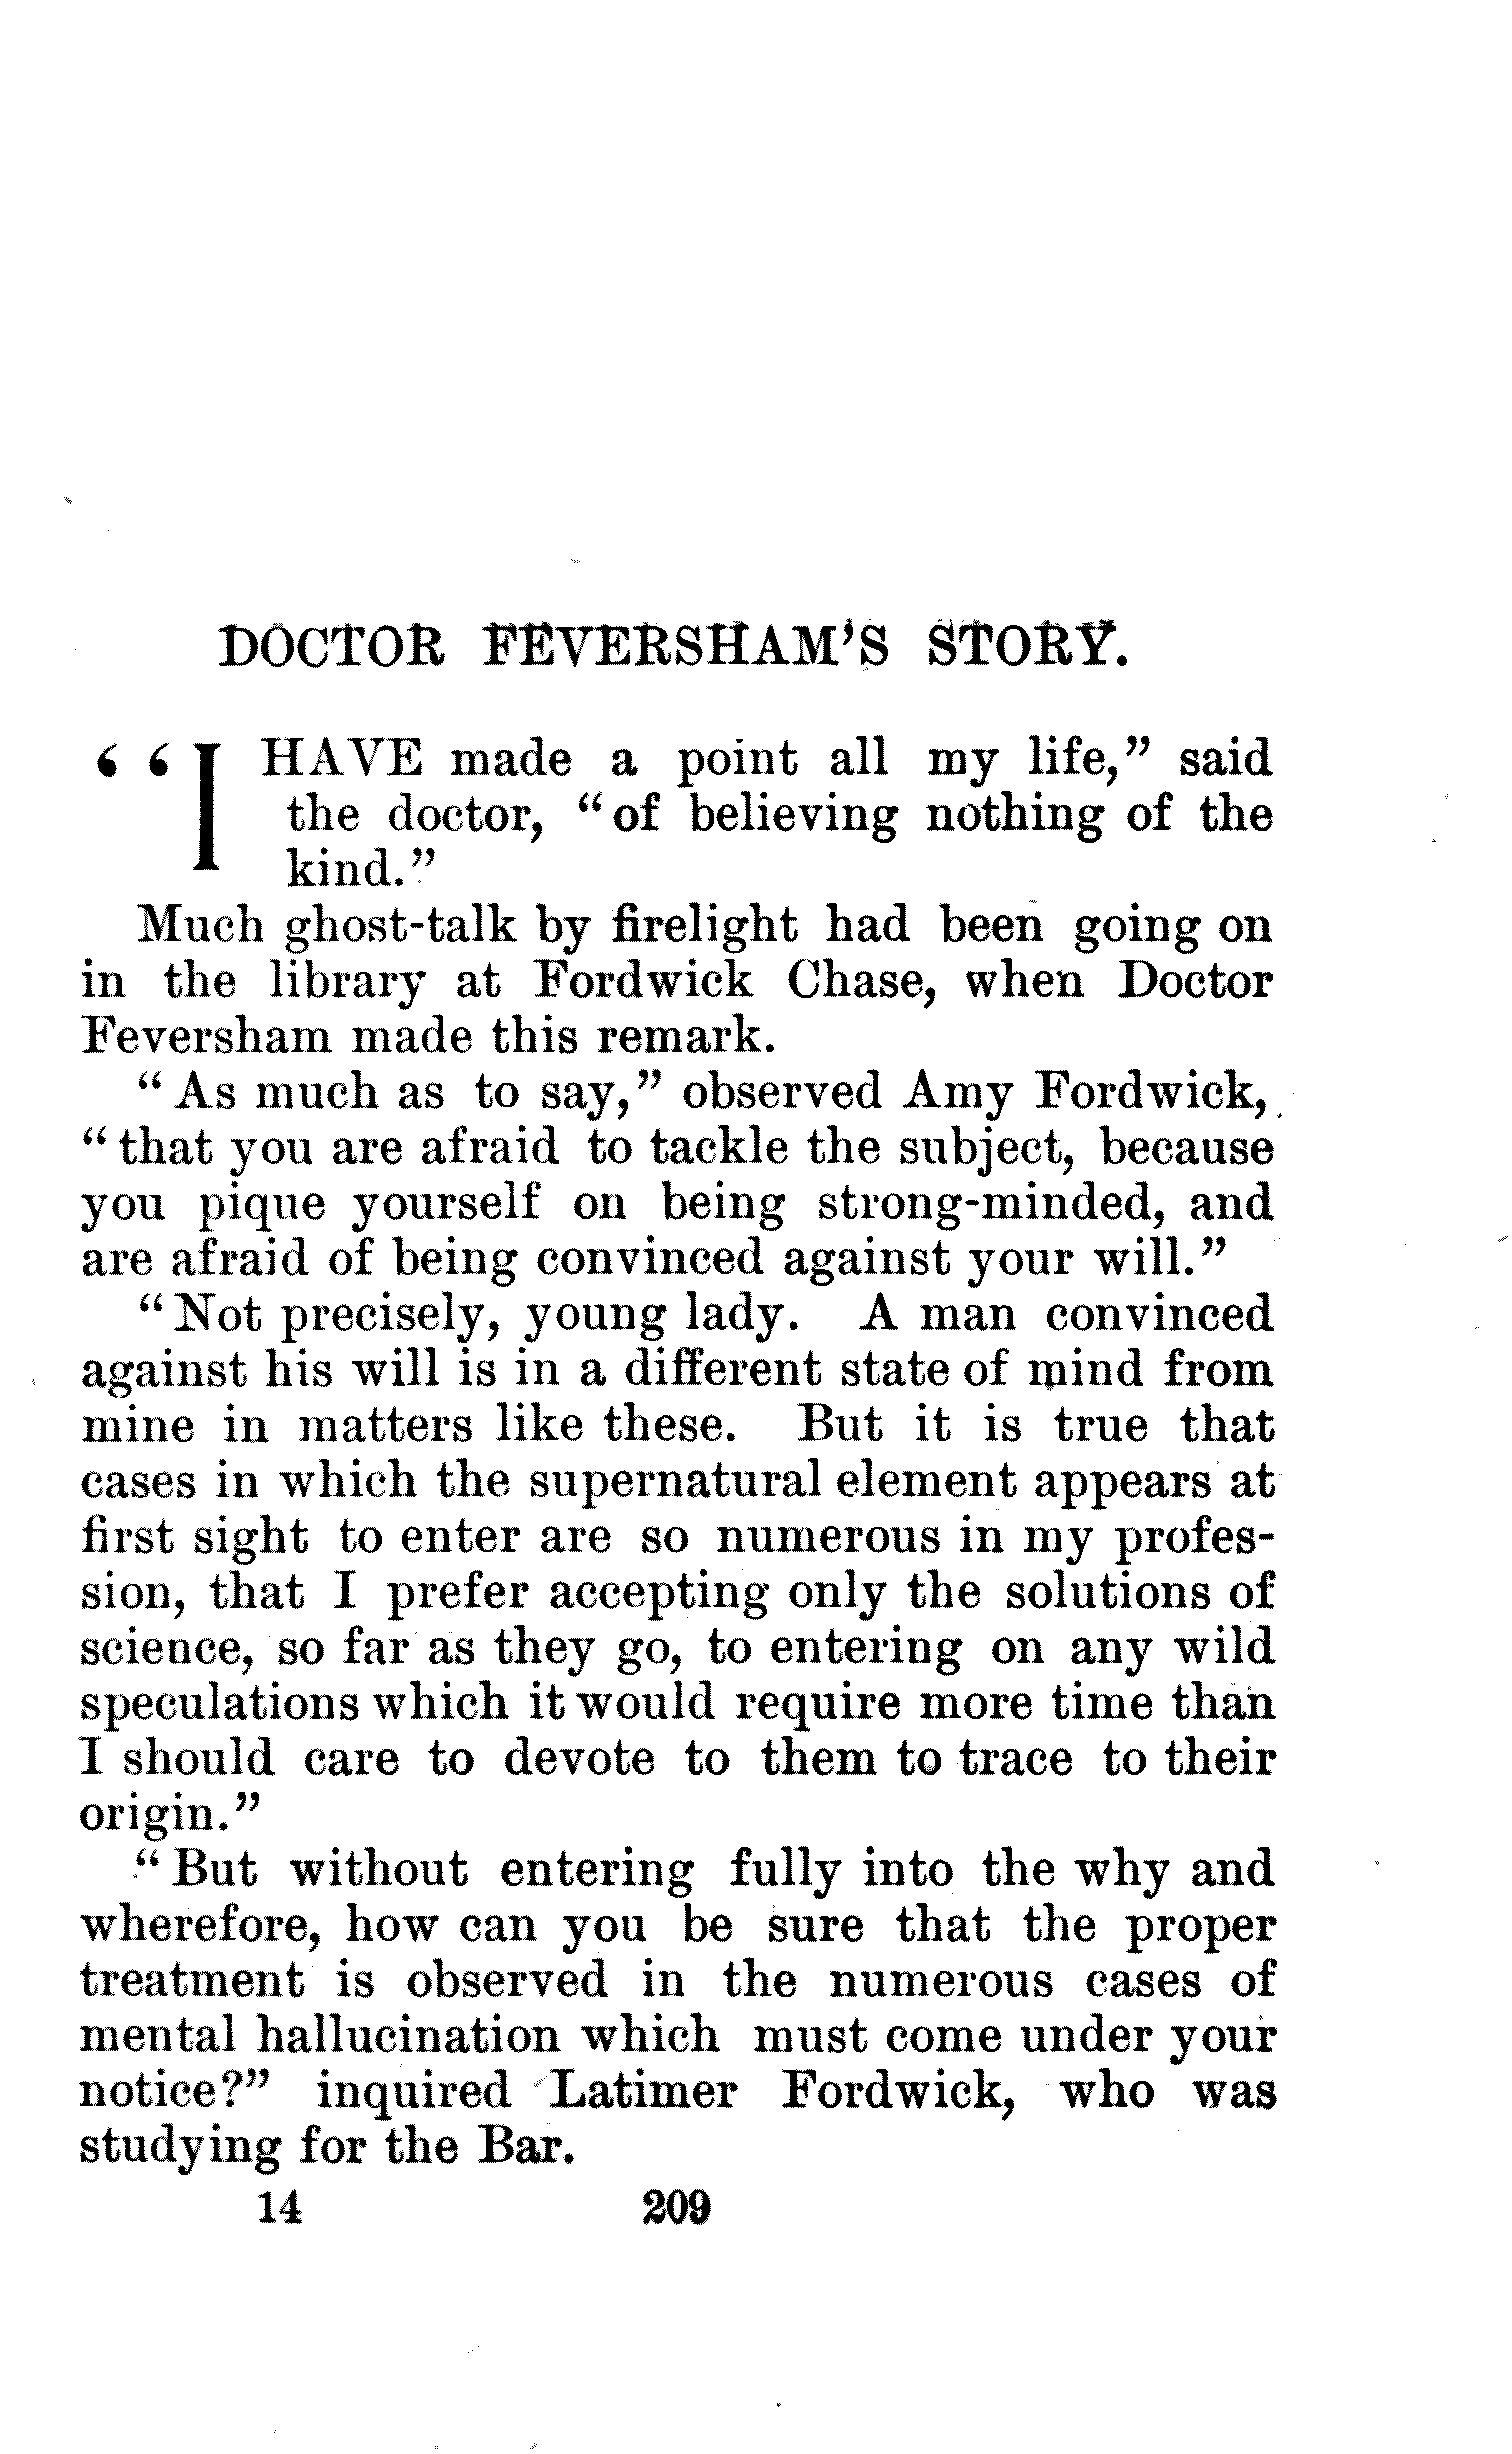 DOCTOR FEVERSHAM'S STORY.
"I HAVE made a point all my life," said
the doctor, "of believing nothing of the
kind."
Much ghost-talk by firelight had been going on
in the library at Fordwick Chase, when Doctor
Feversham made this remark.
"As much as to say," observed Amy Fordwick,
"that you are afraid to tackle the subject, because
you pique yourself on being strong-minded, and
are afraid of being convinced against your will."
"Not precisely, young lady. A man convinced
against his will is in a different state of mind from
mine in matters like these. But it is true that
cases in which the supernatural element appears at
first sight to enter are so numerous in my profes-
sion, that I prefer accepting only the solutions of
science, so far as they go, to entering on any wild
speculations which it would require more time than
I should care to devote to them to trace to their
origin."
"But without entering fully into the why and
wherefore, how can you be sure that the proper
treatment is observed in the numerous cases of
mental hallucination which must come under your
notice?" inquired Latimer Fordwick, who was
studying for the Bar.
14 209